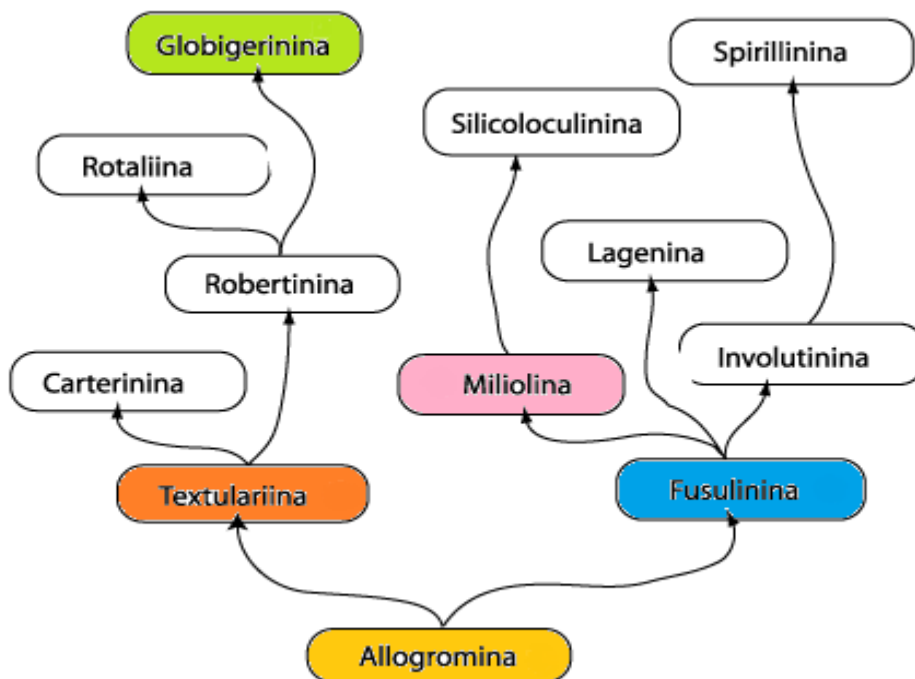 Globigerinina
Spirillinina
Silicoloculinina
Rotaliina
Lagenina
Robertinina
Involutinina
Carterinina
Miliolina
Textulariina
Fusulinina
Allogromina